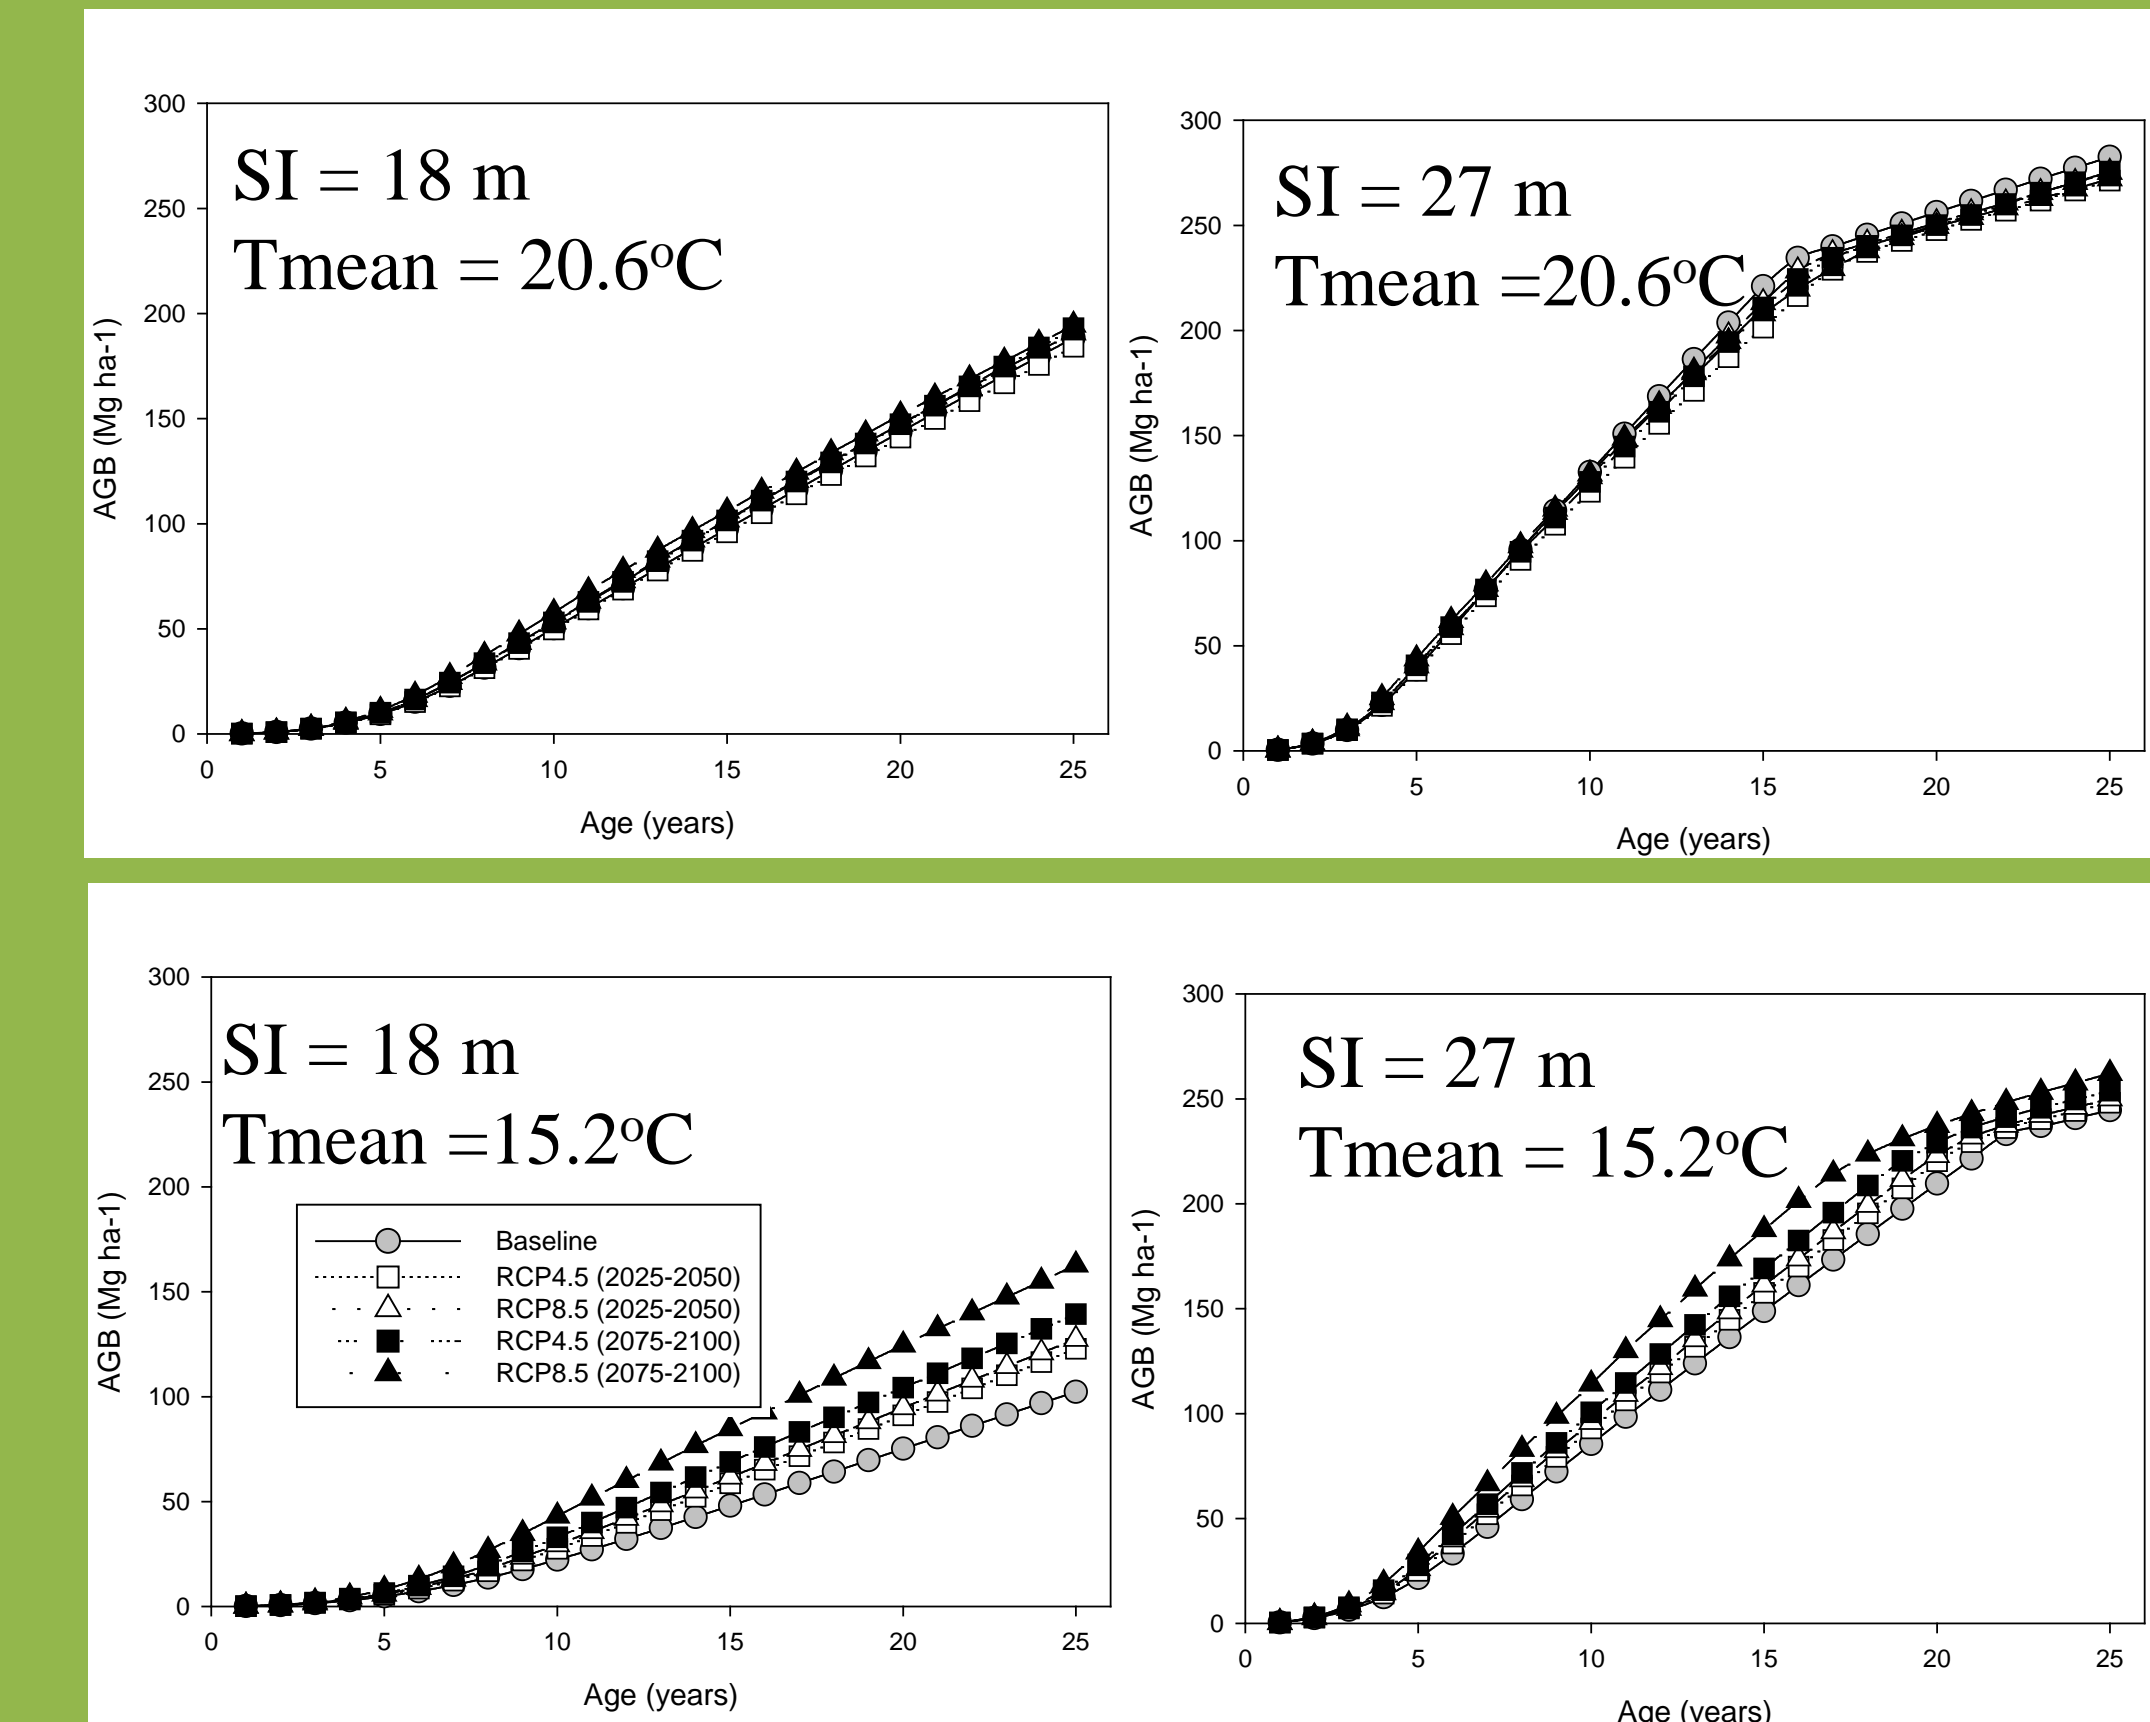 300
250
200
150
100
50
0
AGB (Mg ha-1)
SI = 18 m
Tmean = 20.6ºC
0 5 10 15 20 25
Age (years)
300
250
200
150
100
50
0
AGB (Mg ha-1)
SI = 27 m
Tmean =20.6ºC
0 5 10 15 20 25
Age (years)
300
250
200
150
100
50
0
AGB (Mg ha-1)
SI = 18 m
Tmean =15.2ºC
Baseline
RCP4.5 (2025-2050)
RCP8.5 (2025-2050)
RCP4.5 (2075-2100)
RCP8.5 (2075-2100)
0 5 10 15 20 25
Age (years)
300
250
200
150
100
50
0
AGB (Mg ha-1)
SI = 27 m
Tmean = 15.2ºC
0 5 10 15 20 25
Age (years)